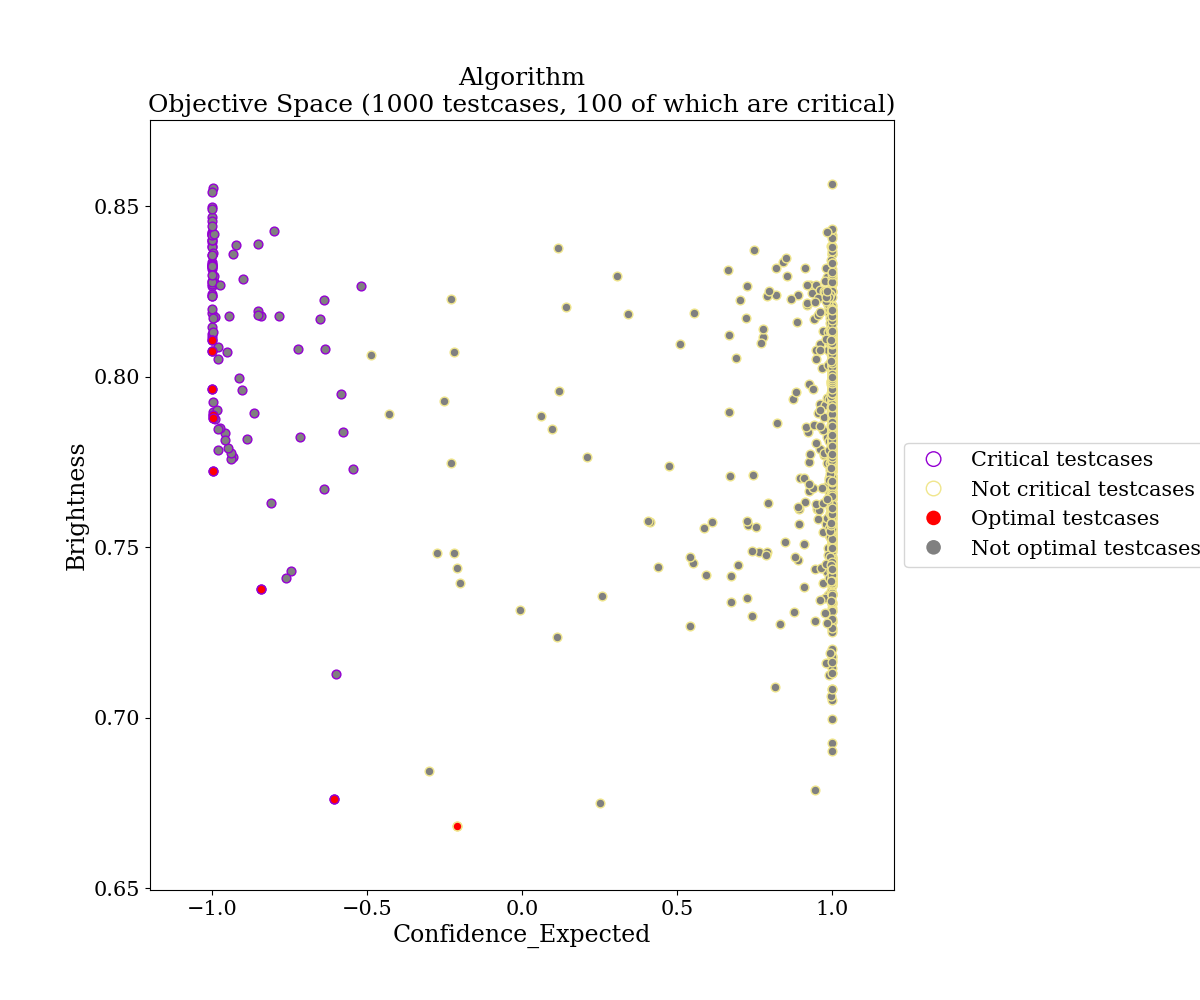 Algorithm
Objective Space (1000 testcases, 100 of which are critical)
Brightness
0.85
0.80
0.75
0.70
0.65
−1.0
−0.5
0.0
0.5
1.0
Confidence_Expected
Critical testcases
Not critical testcases
Optimal testcases
Not optimal testcases